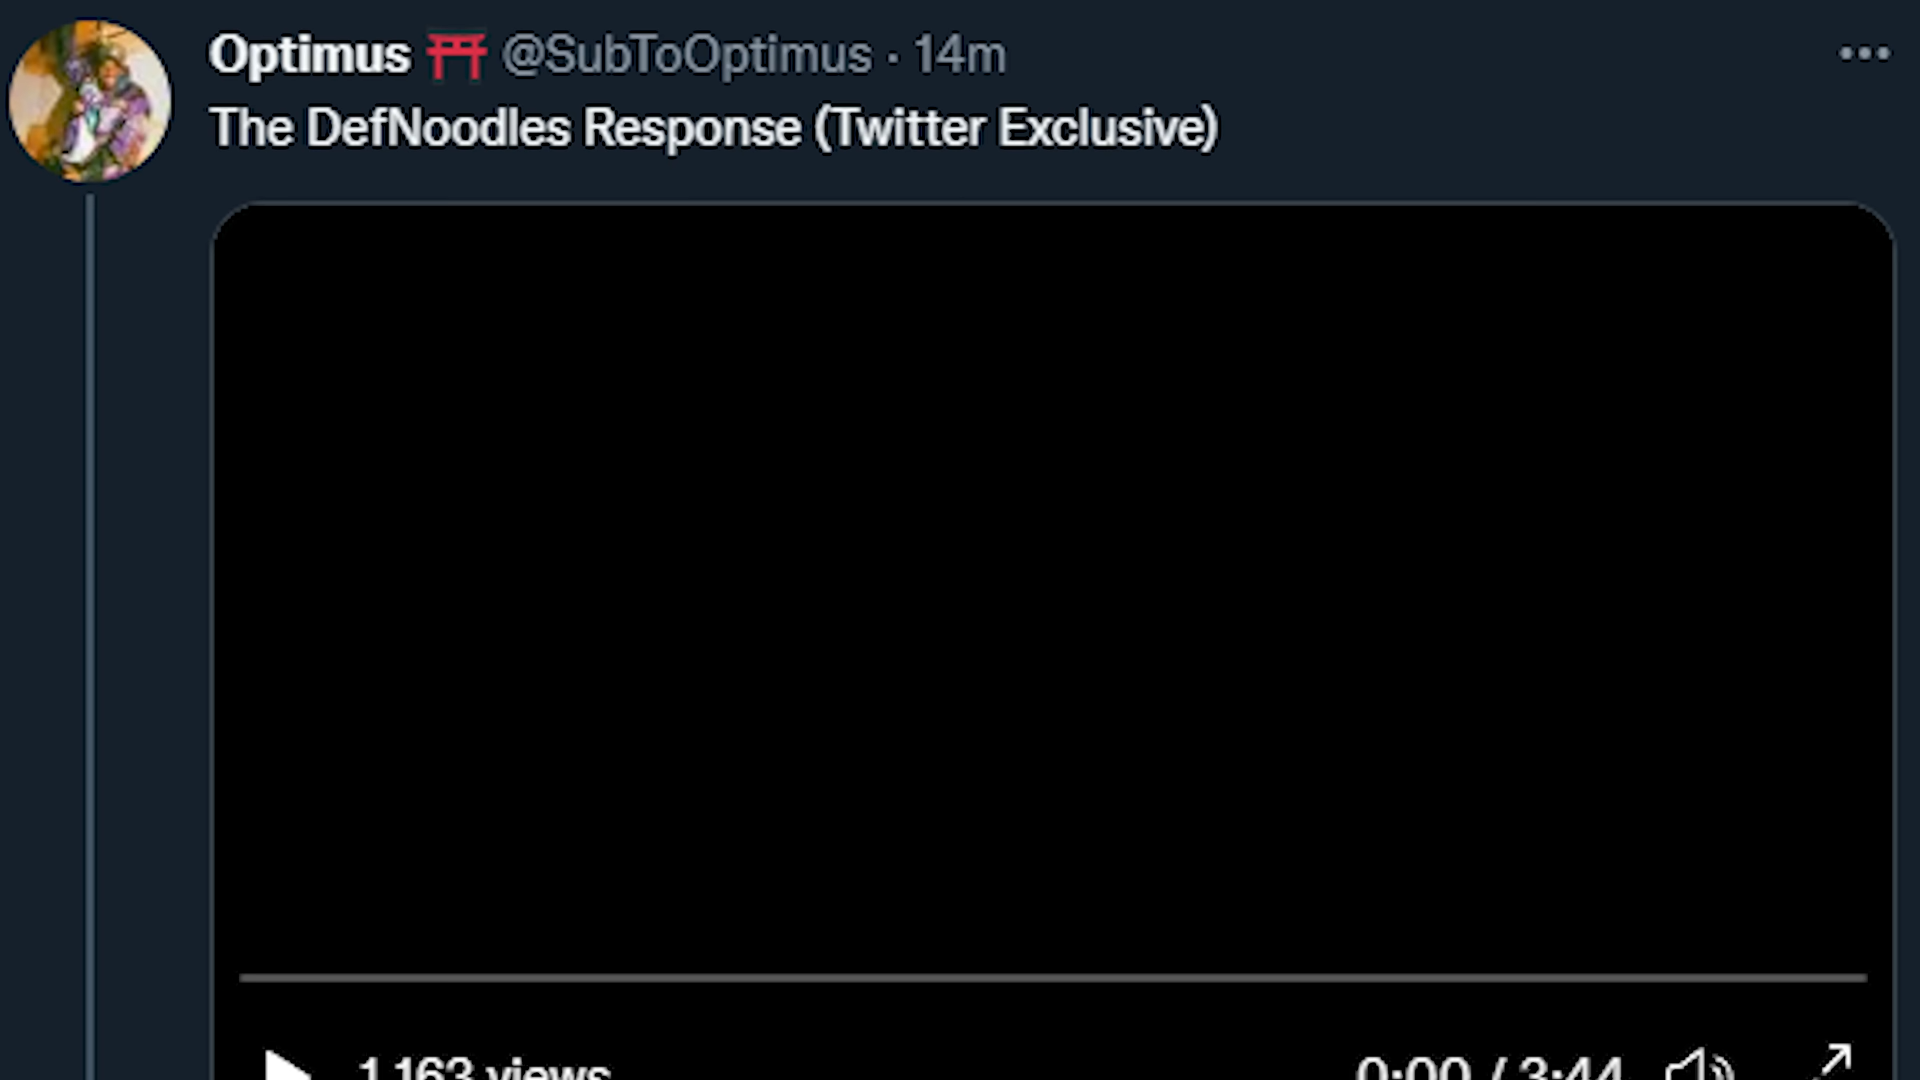 Optimus ⛩ @SubToOptimus · 14m
The DefNoodles Response (Twitter Exclusive)
1,163 views 0:00 / 3:44